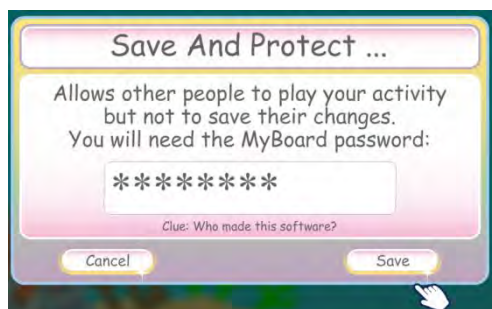 Save And Protect ...
Allows other people to play your activity
but not to save their changes.
You will need the MyBoard password:
********
Clue: Who made this software?
Cancel
Save